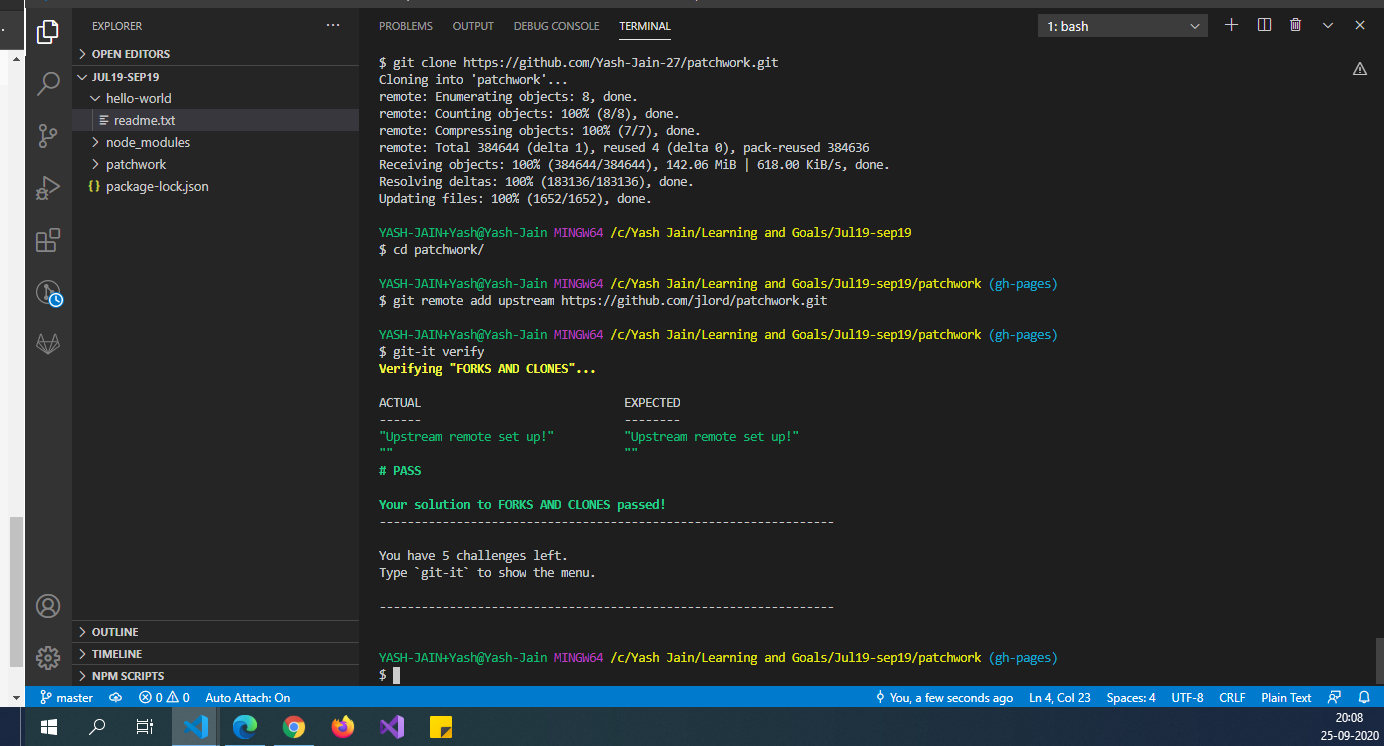 EXPLORER
OPEN EDITORS
JUL19-SEP19
hello-world
readme.txt
node_modules
patchwork
{} package-lock.json
OUTLINE
TIMELINE
NPM SCRIPTS
PROBLEMS OUTPUT DEBUG CONSOLE TERMINAL
1: bash
$ git clone https://github.com/Yash-Jain-27/patchwork.git
Cloning into 'patchwork'...
remote: Enumerating objects: 8, done.
remote: Counting objects: 100% (8/8), done.
remote: Compressing objects: 100% (7/7), done.
remote: Total 384644 (delta 1), reused 4 (delta 0), pack-reused 384636
Receiving objects: 100% (384644/384644), 142.06 MiB | 618.00 KiB/s, done.
Resolving deltas: 100% (183136/183136), done.
Updating files: 100% (1652/1652), done.
YASH-JAIN+Yash@Yash-Jain MINGW64 /c/Yash Jain/Learning and Goals/Jul19-sep19
$ cd patchwork/
YASH-JAIN+Yash@Yash-Jain MINGW64 /c/Yash Jain/Learning and Goals/Jul19-sep19/patchwork (gh-pages)
$ git remote add upstream https://github.com/jlord/patchwork.git
YASH-JAIN+Yash@Yash-Jain MINGW64 /c/Yash Jain/Learning and Goals/Jul19-sep19/patchwork (gh-pages)
$ git-it verify
Verifying "FORKS AND CLONES"...
ACTUAL EXPECTED
------ --------
"Upstream remote set up!" "Upstream remote set up!"
"" ""
# PASS
Your solution to FORKS AND CLONES passed!
-----------------------------------------------------------------
You have 5 challenges left.
Type `git-it` to show the menu.
-----------------------------------------------------------------
YASH-JAIN+Yash@Yash-Jain MINGW64 /c/Yash Jain/Learning and Goals/Jul19-sep19/patchwork (gh-pages)
$
master 0 0 Auto Attach: On You, a few seconds ago Ln 4, Col 23 Spaces: 4 UTF-8 CRLF Plain Text
20:08
25-09-2020